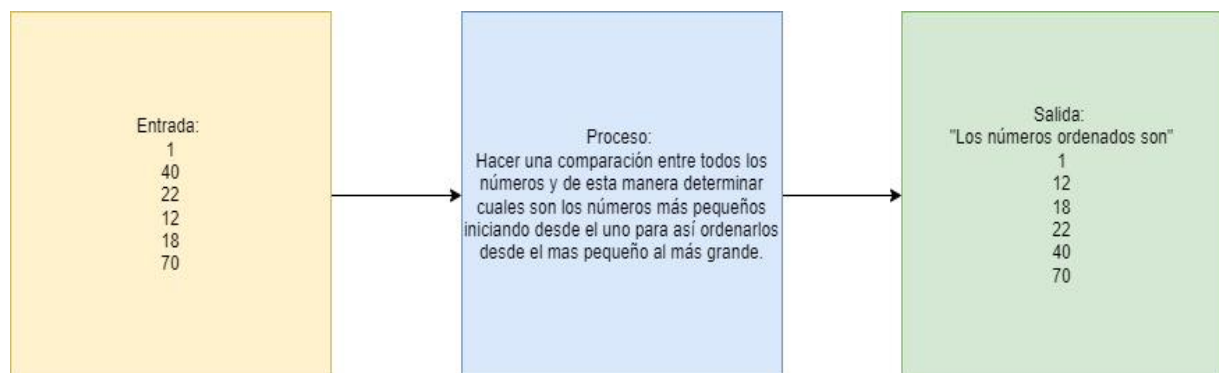 Entrada:
1
40
22
12
18
70
Proceso:
Hacer una comparación entre todos los
números y de esta manera determinar
cuales son los números más pequeños
iniciando desde el uno para así ordenarlos
desde el mas pequeño al más grande.
Salida:
"Los números ordenados son"
1
12
18
22
40
70